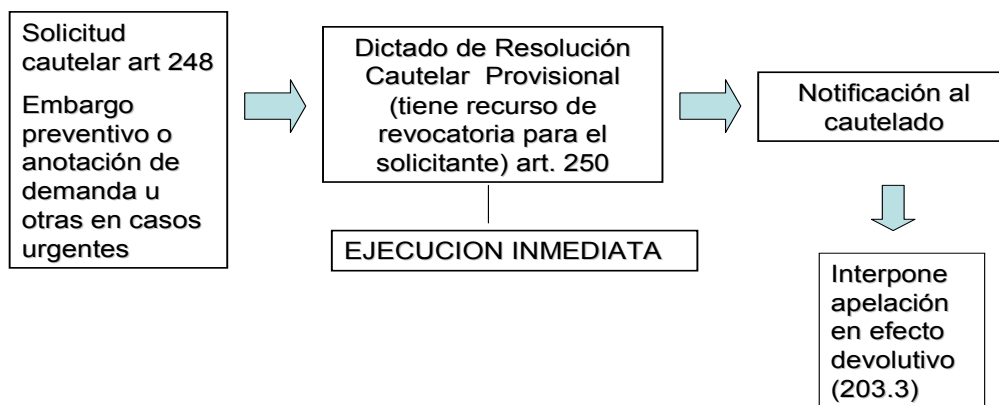 Solicitud
cautelar art 248
Embargo
preventivo o
anotación de
demanda u
otras en casos
urgentes
Dictado de Resolución
Cautelar Provisional
(tiene recurso de
revocatoria para el
solicitante) art. 250
EJECUCION INMEDIATA
Notificación al
cautelado
Interpone
apelación
en efecto
devolutivo
(203.3)